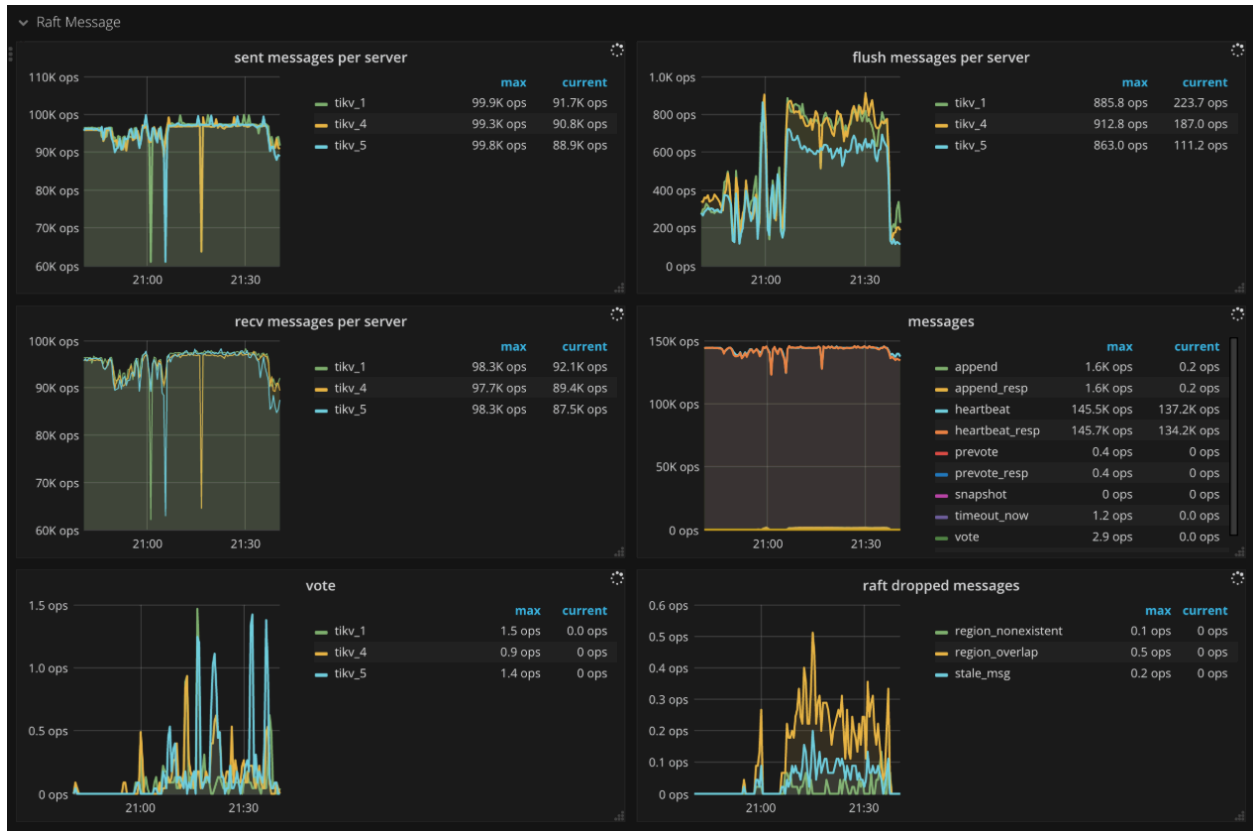 Raft Message
sent messages per server
110K ops
100K ops
90K ops
80K ops
70K ops
60K ops
21:00 21:30
max current
tikv_1 99.9K ops 91.7K ops
tikv_4 99.3K ops 90.8K ops
tikv_5 99.8K ops 88.9K ops
flush messages per server
1.0K ops
800 ops
600 ops
400 ops
200 ops
0 ops
21:00 21:30
max current
tikv_1 885.8 ops 223.7 ops
tikv_4 912.8 ops 187.0 ops
tikv_5 863.0 ops 111.2 ops
recv messages per server
100K ops
90K ops
80K ops
70K ops
60K ops
21:00 21:30
max current
tikv_1 98.3K ops 92.1K ops
tikv_4 97.7K ops 89.4K ops
tikv_5 98.3K ops 87.5K ops
messages
150K ops
100K ops
50K ops
0 ops
21:00 21:30
max current
append 1.6K ops 0.2 ops
append_resp 1.6K ops 0.2 ops
heartbeat 145.5K ops 137.2K ops
heartbeat_resp 145.7K ops 134.2K ops
prevote 0.4 ops 0 ops
prevote_resp 0.4 ops 0 ops
snapshot 0 ops 0 ops
timeout_now 1.2 ops 0.0 ops
vote 2.9 ops 0.0 ops
vote
1.5 ops
1.0 ops
0.5 ops
0 ops
21:00 21:30
max current
tikv_1 1.5 ops 0.0 ops
tikv_4 0.9 ops 0 ops
tikv_5 1.4 ops 0 ops
raft dropped messages
0.6 ops
0.5 ops
0.4 ops
0.3 ops
0.2 ops
0.1 ops
0 ops
21:00 21:30
max current
region_nonexistent 0.1 ops 0 ops
region_overlap 0.5 ops 0 ops
stale_msg 0.2 ops 0 ops